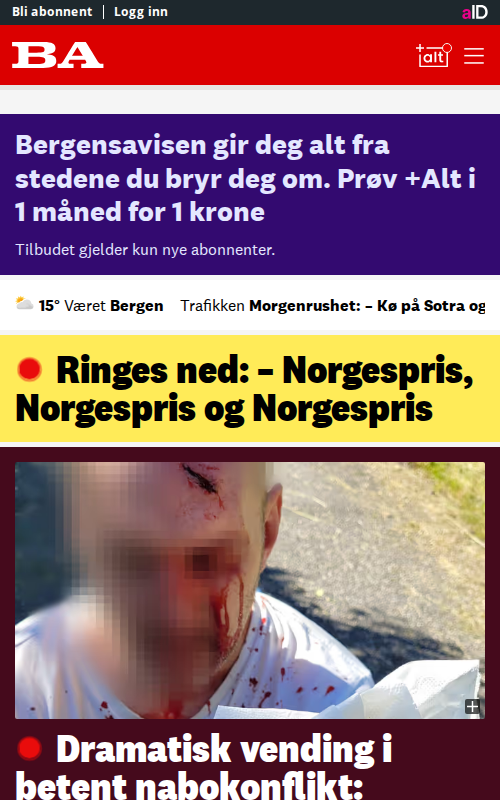 Bli abonnent | Logg inn
aID
BA
+alt
Bergensavisen gir deg alt fra
stedene du bryr deg om. Prøv +Alt i
1 måned for 1 krone
Tilbudet gjelder kun nye abonnenter.
15° Været Bergen Trafikken Morgenrushet: – Kø på Sotra og
Ringes ned: – Norgespris,
Norgespris og Norgespris
Dramatisk vending i
betent nabokonflikt: